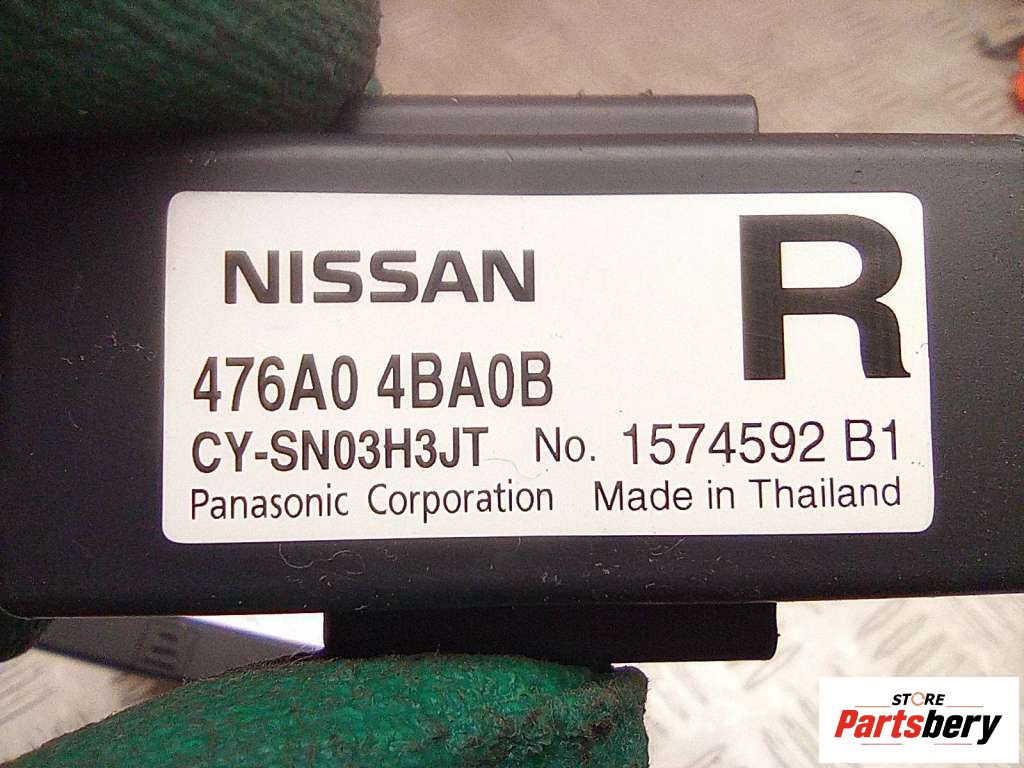 NISSAN
R
476A0 4BA0B
CY-SN03H3JT No. 1574592 B1
Panasonic Corporation Made in Thailand
STORE
Partsbery